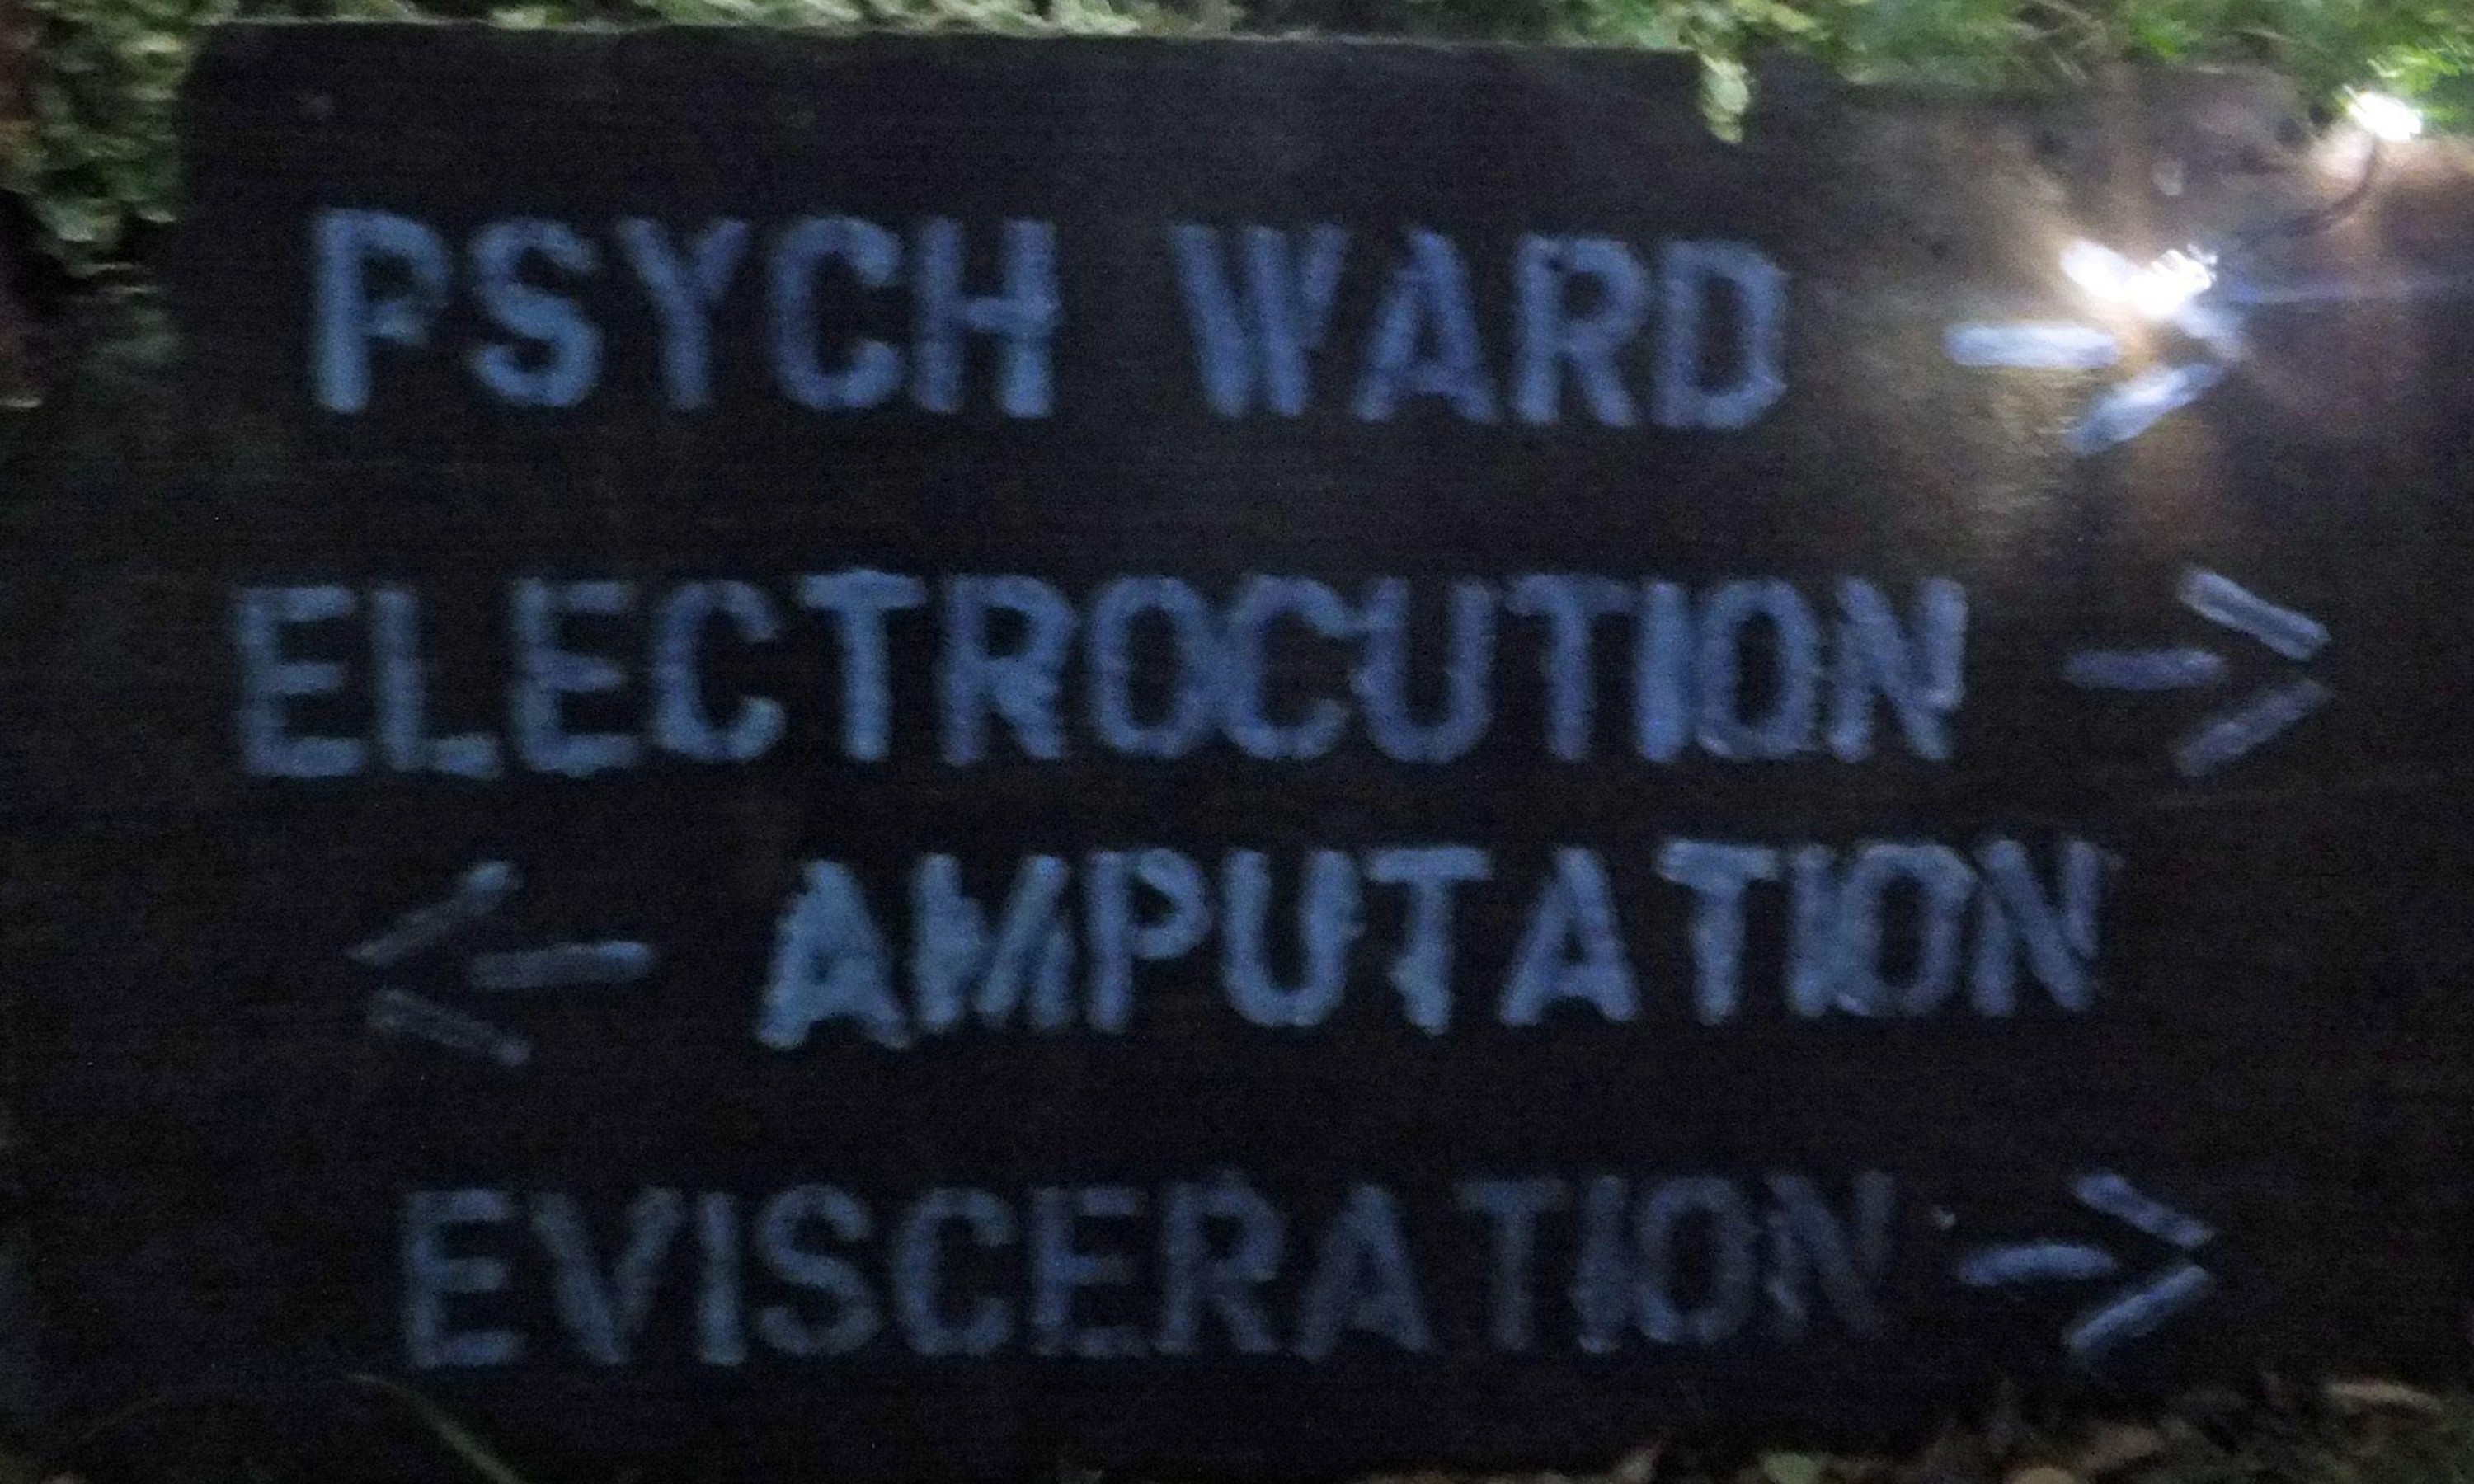 PSYCH WARD →
ELECTROCUTION →
← AMPUTATION
EVISCERATION →